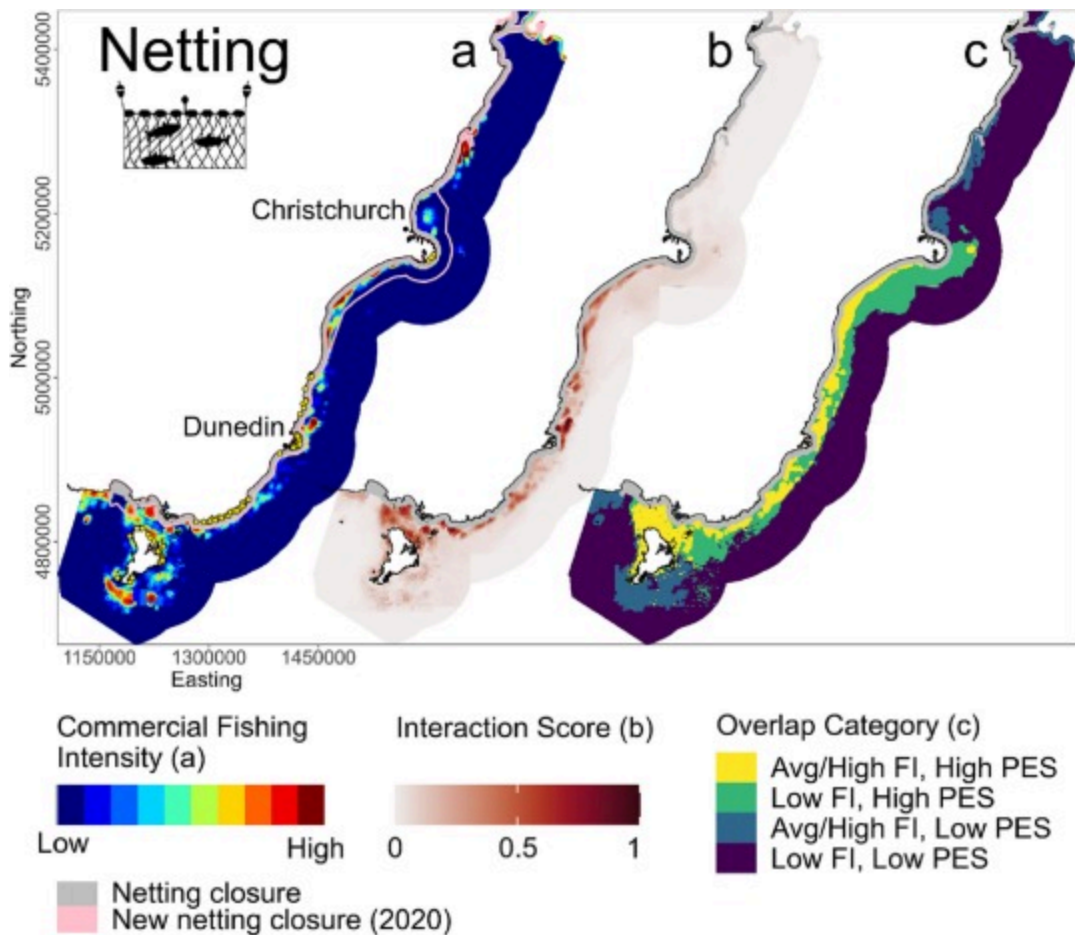 Netting
a
b
c
Christchurch
Dunedin
Northing
5400000
5200000
5000000
4800000
1150000 1300000 1450000
Easting
Commercial Fishing
Intensity (a)
Low High
Netting closure
New netting closure (2020)
Interaction Score (b)
0 0.5 1
Overlap Category (c)
Avg/High FI, High PES
Low FI, High PES
Avg/High FI, Low PES
Low FI, Low PES